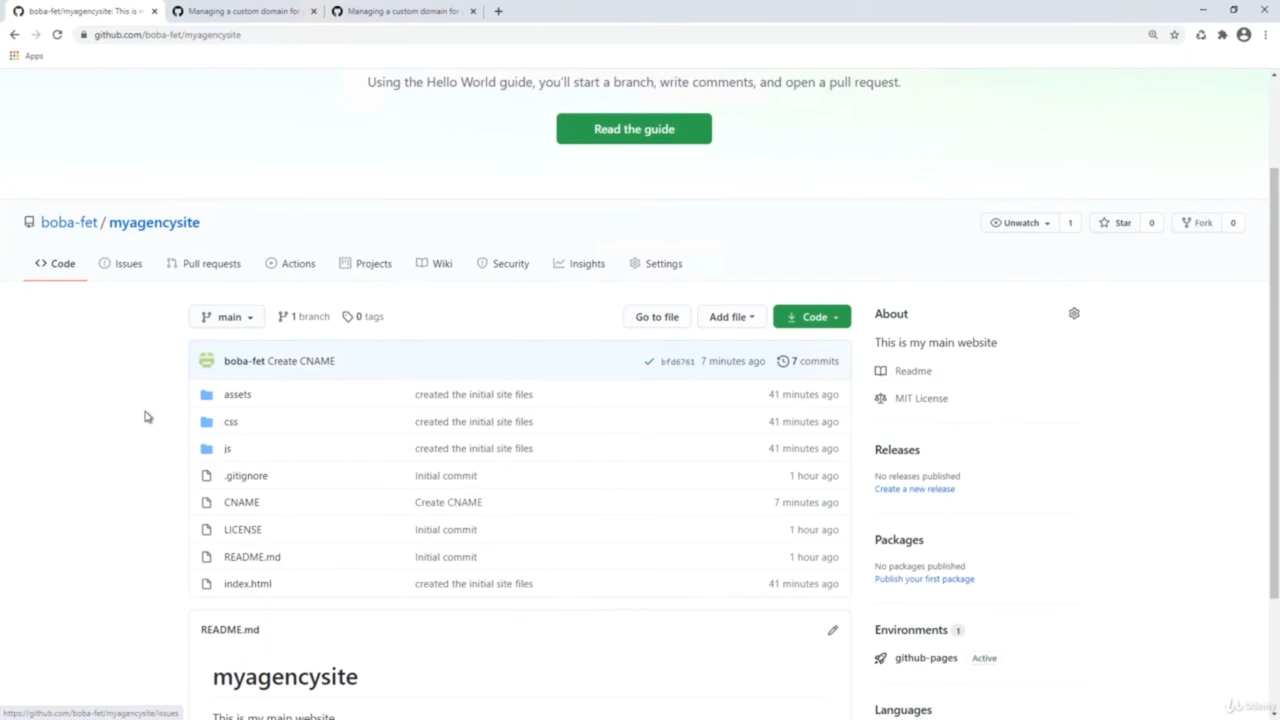 boba-fet/myagencysite: This is
Managing a custom domain for
Managing a custom domain for
github.com/boba-fet/myagencysite
Apps
Using the Hello World guide, you'll start a branch, write comments, and open a pull request.
Read the guide
boba-fet / myagencysite
Unwatch 1 Star 0 Fork 0
Code Issues Pull requests Actions Projects Wiki Security Insights Settings
main 1 branch 0 tags Go to file Add file Code
boba-fet Create CNAME bfd6761 7 minutes ago 7 commits
assets created the initial site files 41 minutes ago
css created the initial site files 41 minutes ago
js created the initial site files 41 minutes ago
.gitignore Initial commit 1 hour ago
CNAME Create CNAME 7 minutes ago
LICENSE Initial commit 1 hour ago
README.md Initial commit 1 hour ago
index.html created the initial site files 41 minutes ago
README.md
myagencysite
This is my main website
About
This is my main website
Readme
MIT License
Releases
No releases published
Create a new release
Packages
No packages published
Publish your first package
Environments 1
github-pages Active
Languages
https://github.com/boba-fet/myagencysite/issues
Udemy